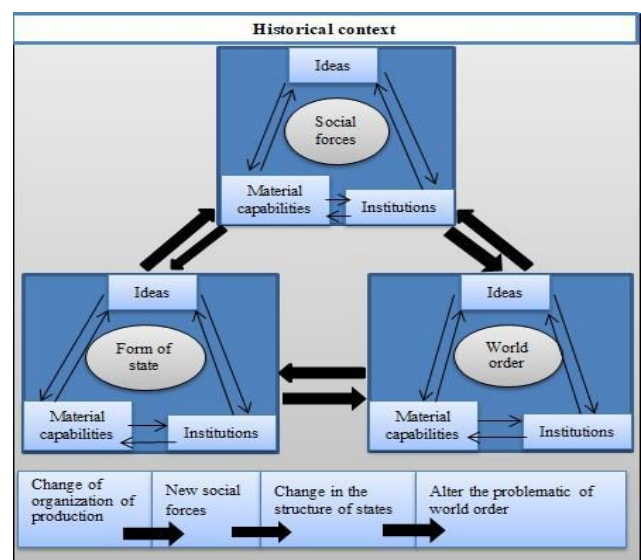 Historical context
Ideas
Social
forces
Material
capabilities
Institutions
Ideas
Form of
state
Material
capabilities
Institutions
Ideas
World
order
Material
capabilities
Institutions
Change of
organization of
production
New social
forces
Change in the
structure of states
Alter the problematic of
world order